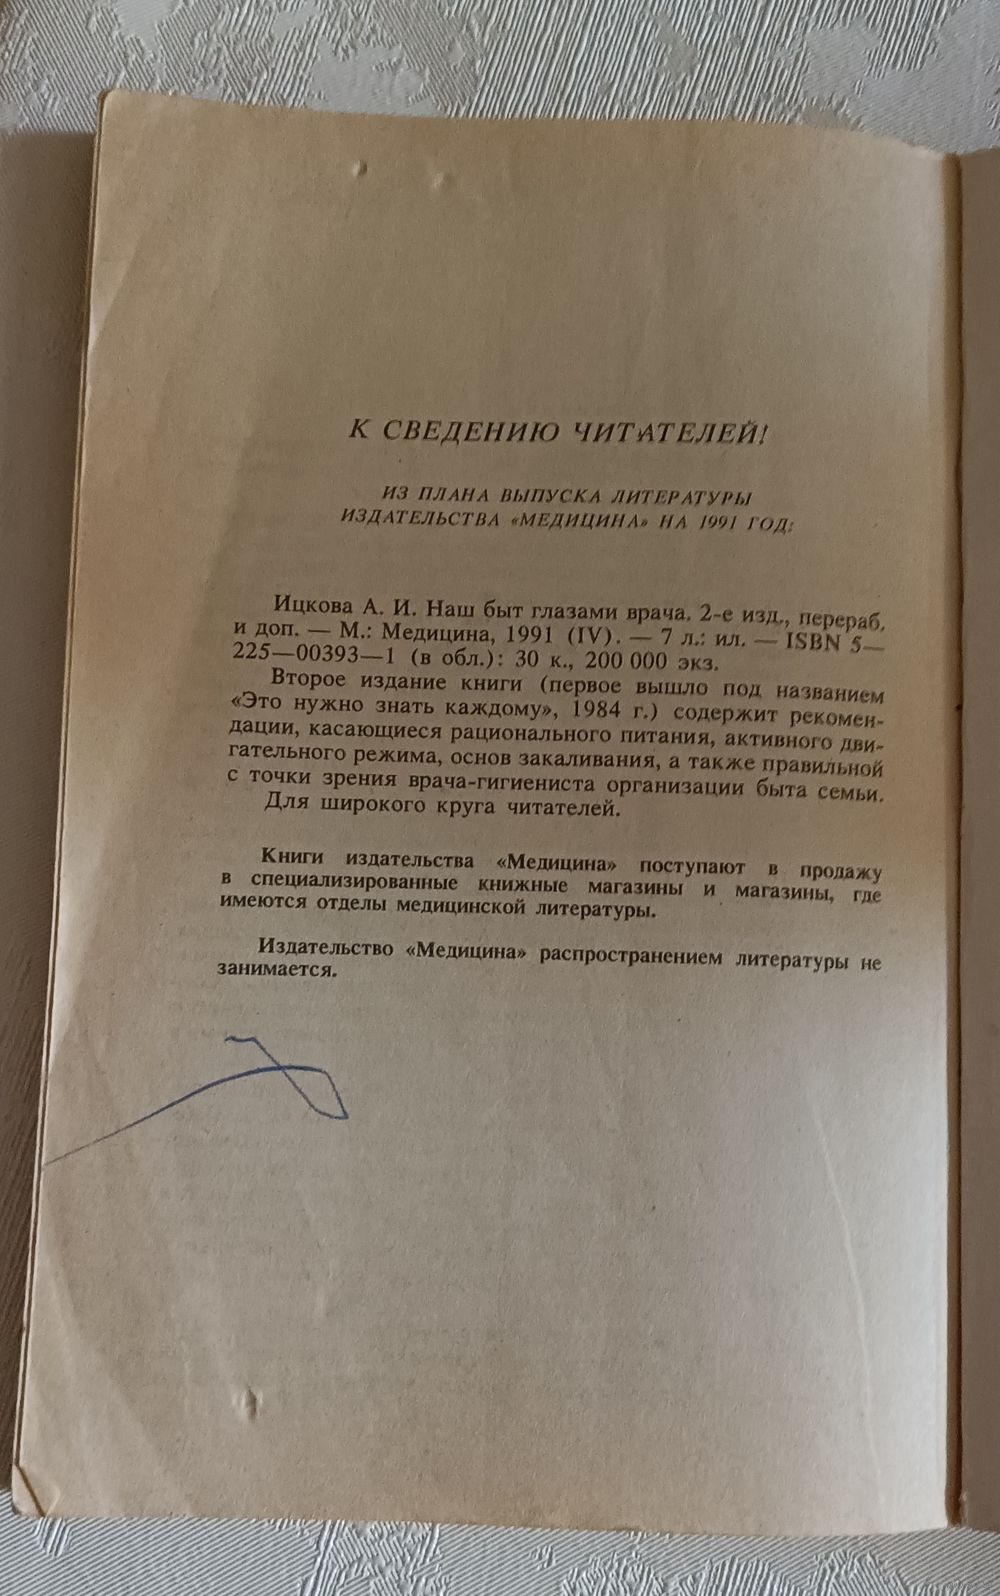 К СВЕДЕНИЮ ЧИТАТЕЛЕЙ!
ИЗ ПЛАНА ВЫПУСКА ЛИТЕРАТУРЫ
ИЗДАТЕЛЬСТВА «МЕДИЦИНА» НА 1991 ГОД:
Ицкова А. И. Наш быт глазами врача. 2-е изд., перераб.
и доп. — М.: Медицина, 1991 (IV). — 7 л.: ил. — ISBN 5—
225—00393—1 (в обл.): 30 к., 200 000 экз.
Второе издание книги (первое вышло под названием
«Это нужно знать каждому», 1984 г.) содержит рекомен-
дации, касающиеся рационального питания, активного дви-
гательного режима, основ закаливания, а также правильной
с точки зрения врача-гигиениста организации быта семьи.
Для широкого круга читателей.
Книги издательства «Медицина» поступают в продажу
в специализированные книжные магазины и магазины, где
имеются отделы медицинской литературы.
Издательство «Медицина» распространением литературы не
занимается.